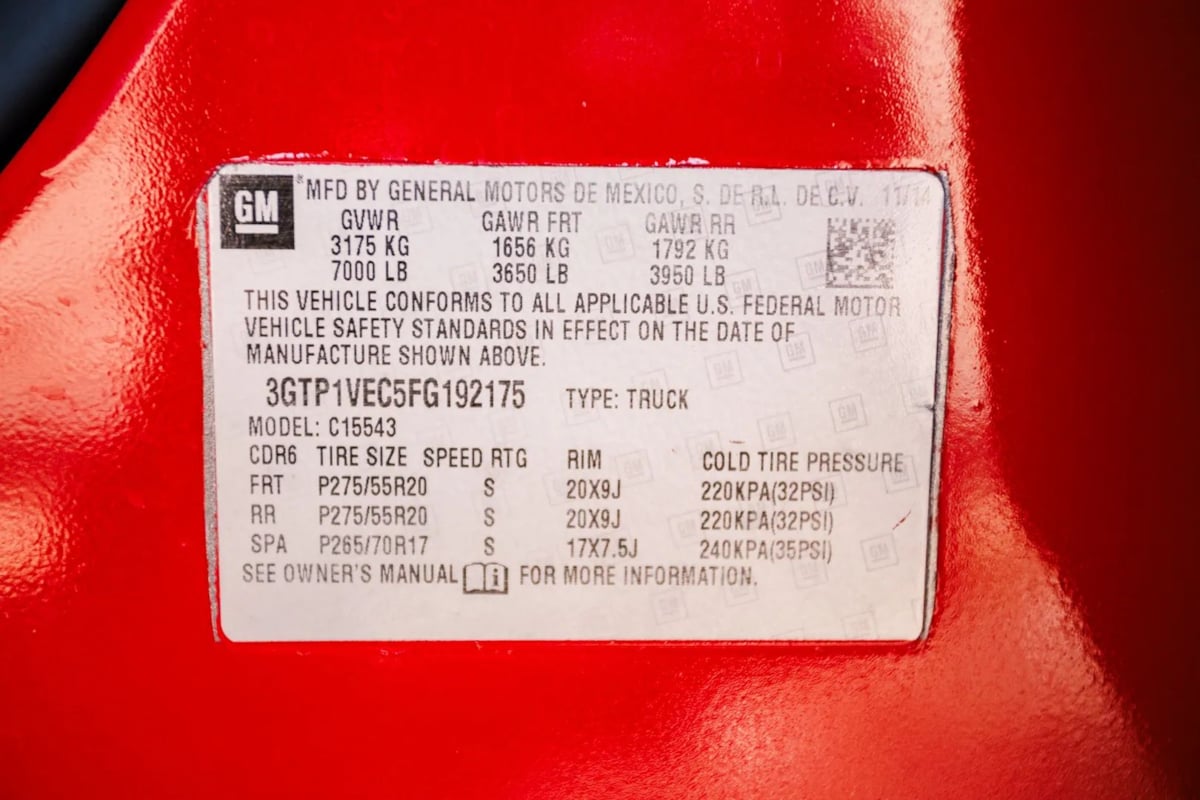 GM ® MFD BY GENERAL MOTORS DE MEXICO, S. DE R.L. DE C.V. 11/14
GVWR GAWR FRT GAWR RR
3175 KG 1656 KG 1792 KG
7000 LB 3650 LB 3950 LB
THIS VEHICLE CONFORMS TO ALL APPLICABLE U.S. FEDERAL MOTOR
VEHICLE SAFETY STANDARDS IN EFFECT ON THE DATE OF
MANUFACTURE SHOWN ABOVE.
3GTP1VEC5FG192175 TYPE: TRUCK
MODEL: C15543
CDR6 TIRE SIZE SPEED RTG RIM COLD TIRE PRESSURE
FRT P275/55R20 S 20X9J 220KPA(32PSI)
RR P275/55R20 S 20X9J 220KPA(32PSI)
SPA P265/70R17 S 17X7.5J 240KPA(35PSI)
SEE OWNER'S MANUAL i FOR MORE INFORMATION.